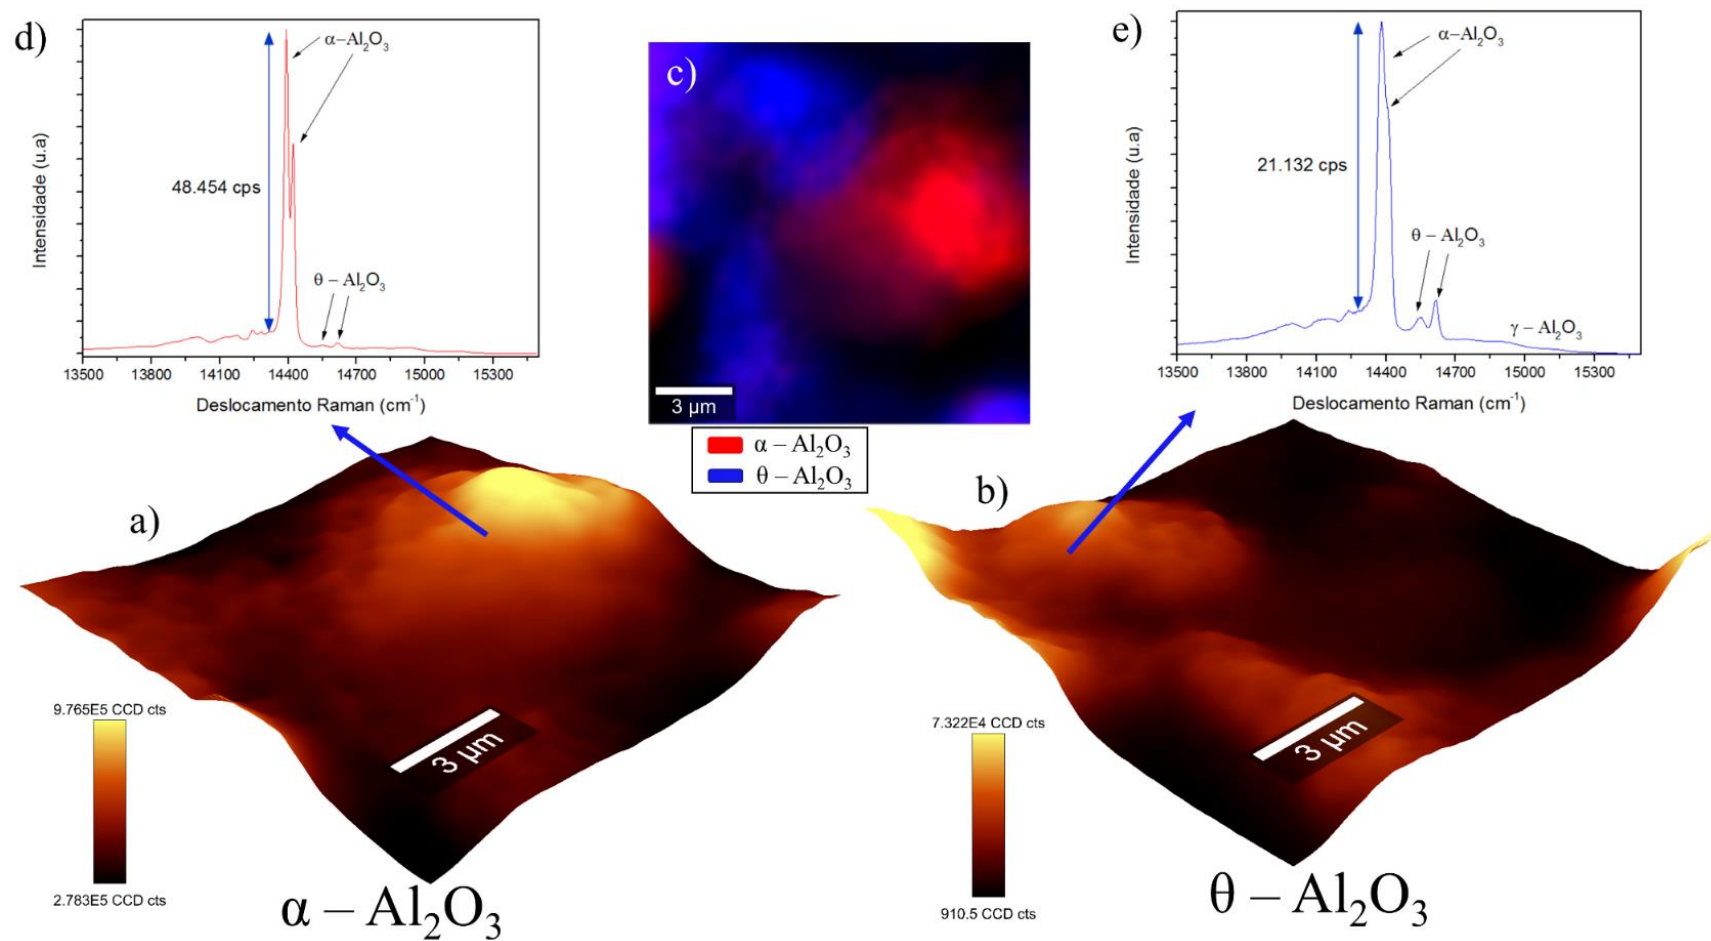 d)
α–Al₂O₃
48.454 cps
θ – Al₂O₃
Intensidade (u.a)
13500 13800 14100 14400 14700 15000 15300
Deslocamento Raman (cm⁻¹)
c)
3 µm
α – Al₂O₃
θ – Al₂O₃
e)
α–Al₂O₃
21.132 cps
θ – Al₂O₃
γ – Al₂O₃
Intensidade (u.a)
13500 13800 14100 14400 14700 15000 15300
Deslocamento Raman (cm⁻¹)
a)
9.765E5 CCD cts
2.783E5 CCD cts
3 µm
α – Al₂O₃
b)
7.322E4 CCD cts
910.5 CCD cts
3 µm
θ – Al₂O₃